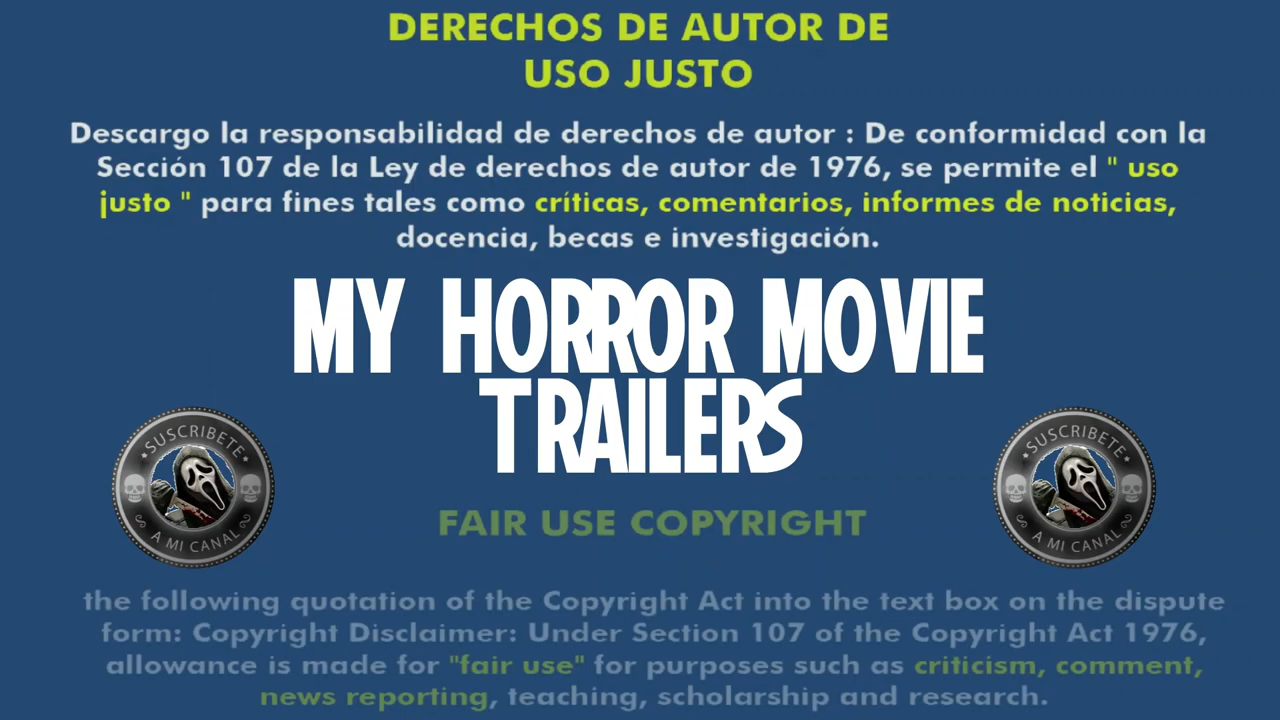 DERECHOS DE AUTOR DE
USO JUSTO
Descargo la responsabilidad de derechos de autor : De conformidad con la
Sección 107 de la Ley de derechos de autor de 1976, se permite el " uso
justo " para fines tales como críticas, comentarios, informes de noticias,
docencia, becas e investigación.
MY HORROR MOVIE
TRAILERS
SUSCRIBETE
A MI CANAL
SUSCRIBETE
A MI CANAL
FAIR USE COPYRIGHT
the following quotation of the Copyright Act into the text box on the dispute
form: Copyright Disclaimer: Under Section 107 of the Copyright Act 1976,
allowance is made for "fair use" for purposes such as criticism, comment,
news reporting, teaching, scholarship and research.